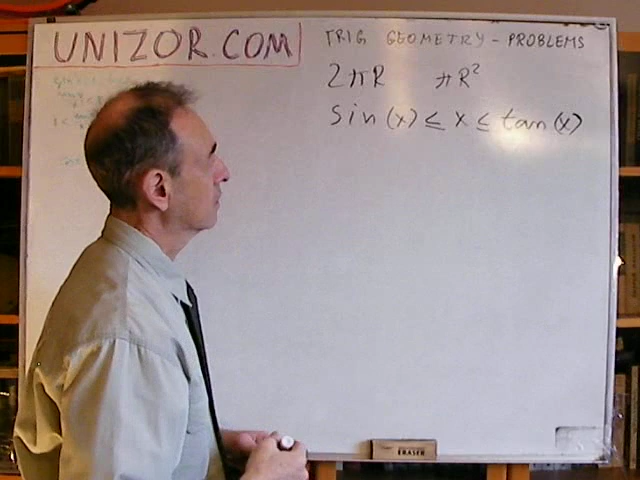 UNIZOR.COM
TRIG GEOMETRY - PROBLEMS
2πR πR²
sin(x) ≤ x ≤ tan(x)
ERASER